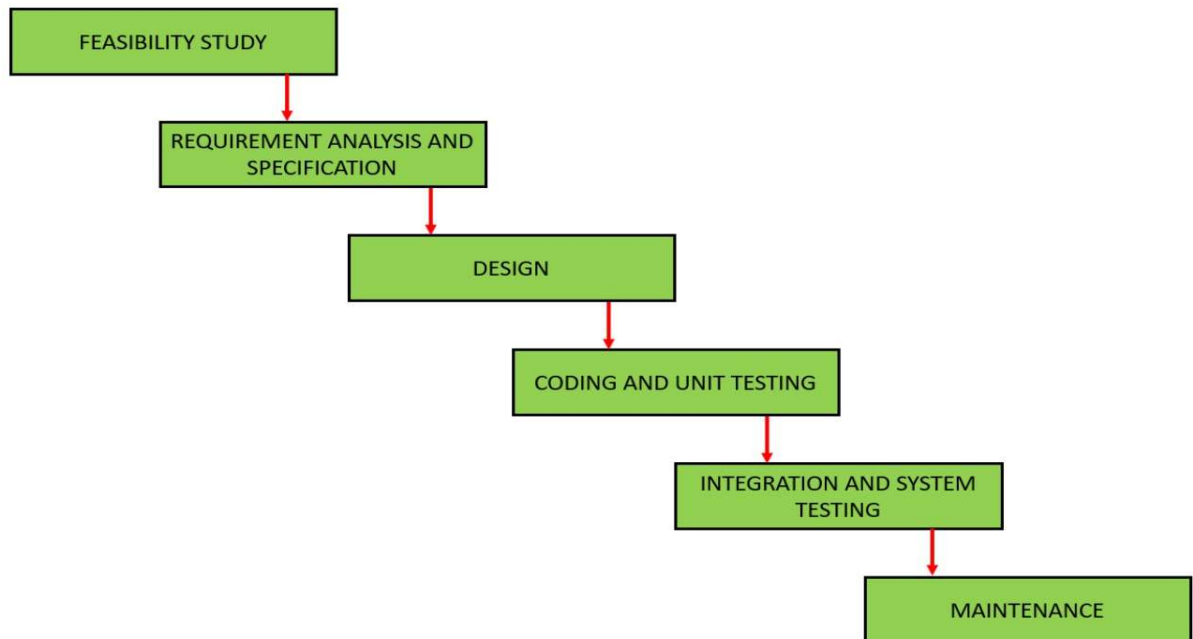 FEASIBILITY STUDY
REQUIREMENT ANALYSIS AND
SPECIFICATION
DESIGN
CODING AND UNIT TESTING
INTEGRATION AND SYSTEM
TESTING
MAINTENANCE